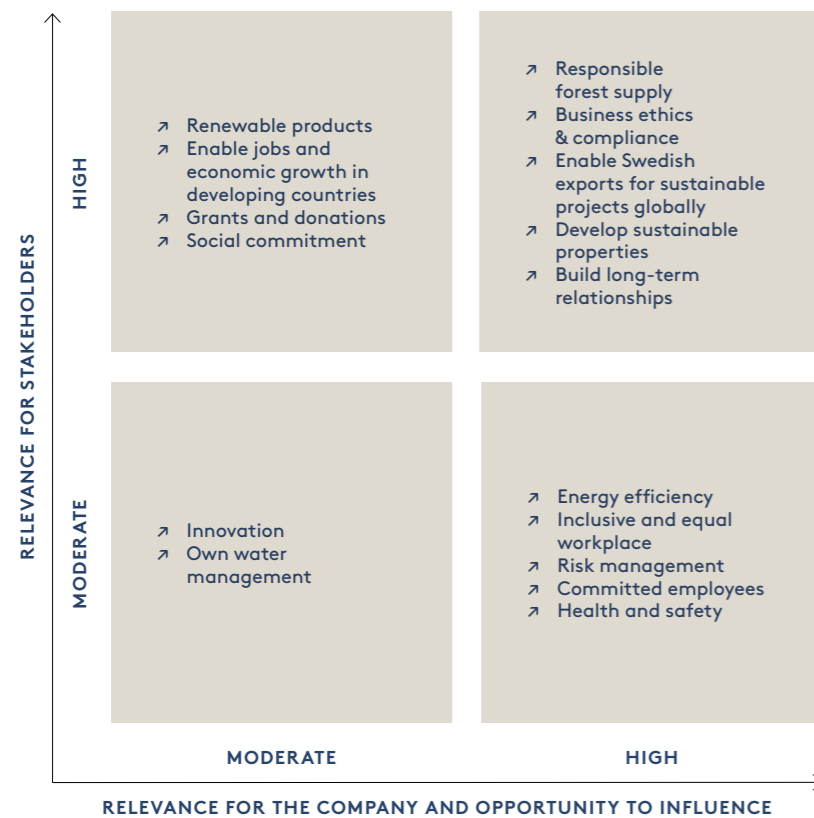 RELEVANCE FOR STAKEHOLDERS
HIGH
↗ Renewable products
↗ Enable jobs and
economic growth in
developing countries
↗ Grants and donations
↗ Social commitment
↗ Responsible
forest supply
↗ Business ethics
& compliance
↗ Enable Swedish
exports for sustainable
projects globally
↗ Develop sustainable
properties
↗ Build long-term
relationships
MODERATE
↗ Innovation
↗ Own water
management
↗ Energy efficiency
↗ Inclusive and equal
workplace
↗ Risk management
↗ Committed employees
↗ Health and safety
MODERATE
HIGH
RELEVANCE FOR THE COMPANY AND OPPORTUNITY TO INFLUENCE